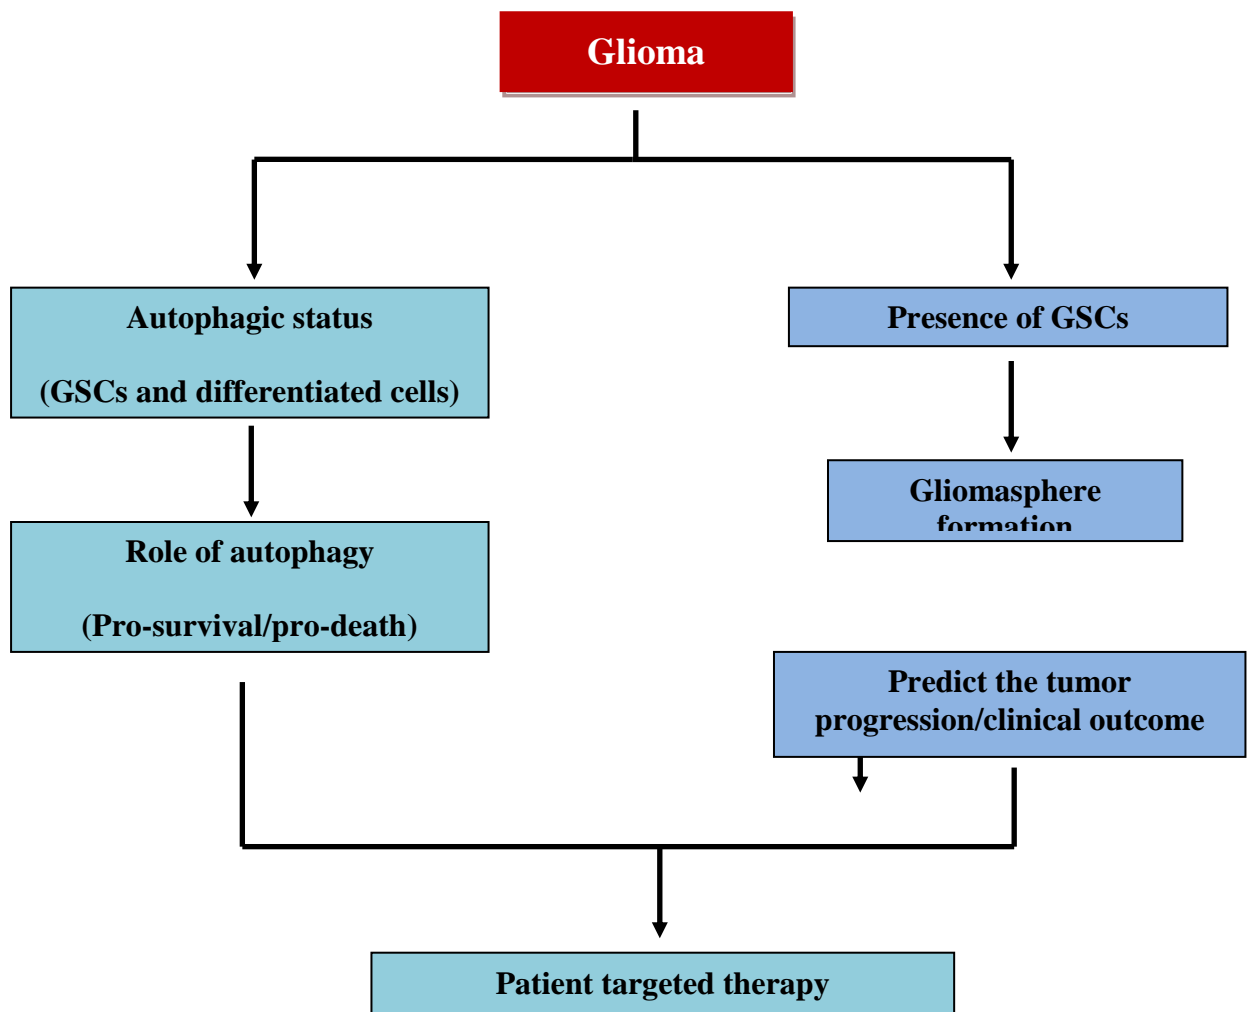 Glioma
Autophagic status
(GSCs and differentiated cells)
Presence of GSCs
Gliomasphere
formation
Role of autophagy
(Pro-survival/pro-death)
Predict the tumor
progression/clinical outcome
Patient targeted therapy